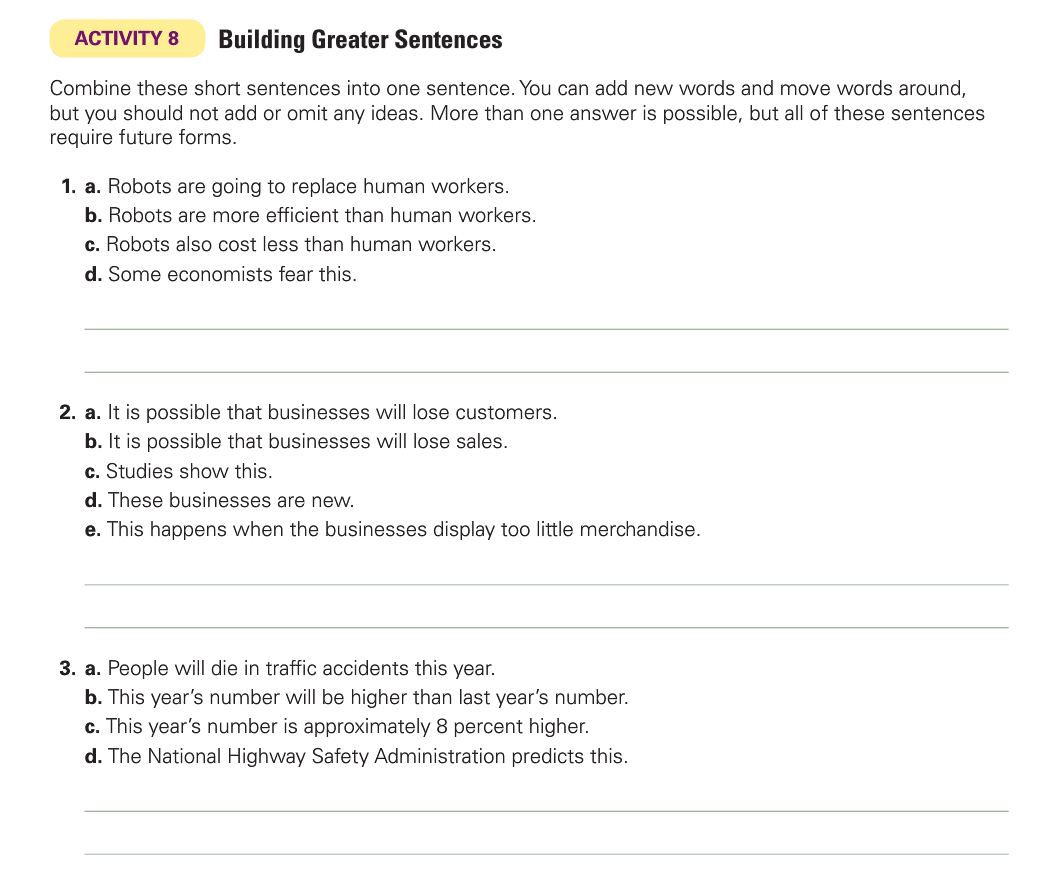 ACTIVITY 8 Building Greater Sentences
Combine these short sentences into one sentence. You can add new words and move words around,
but you should not add or omit any ideas. More than one answer is possible, but all of these sentences
require future forms.
1. a. Robots are going to replace human workers.
b. Robots are more efficient than human workers.
c. Robots also cost less than human workers.
d. Some economists fear this.
2. a. It is possible that businesses will lose customers.
b. It is possible that businesses will lose sales.
c. Studies show this.
d. These businesses are new.
e. This happens when the businesses display too little merchandise.
3. a. People will die in traffic accidents this year.
b. This year’s number will be higher than last year’s number.
c. This year’s number is approximately 8 percent higher.
d. The National Highway Safety Administration predicts this.